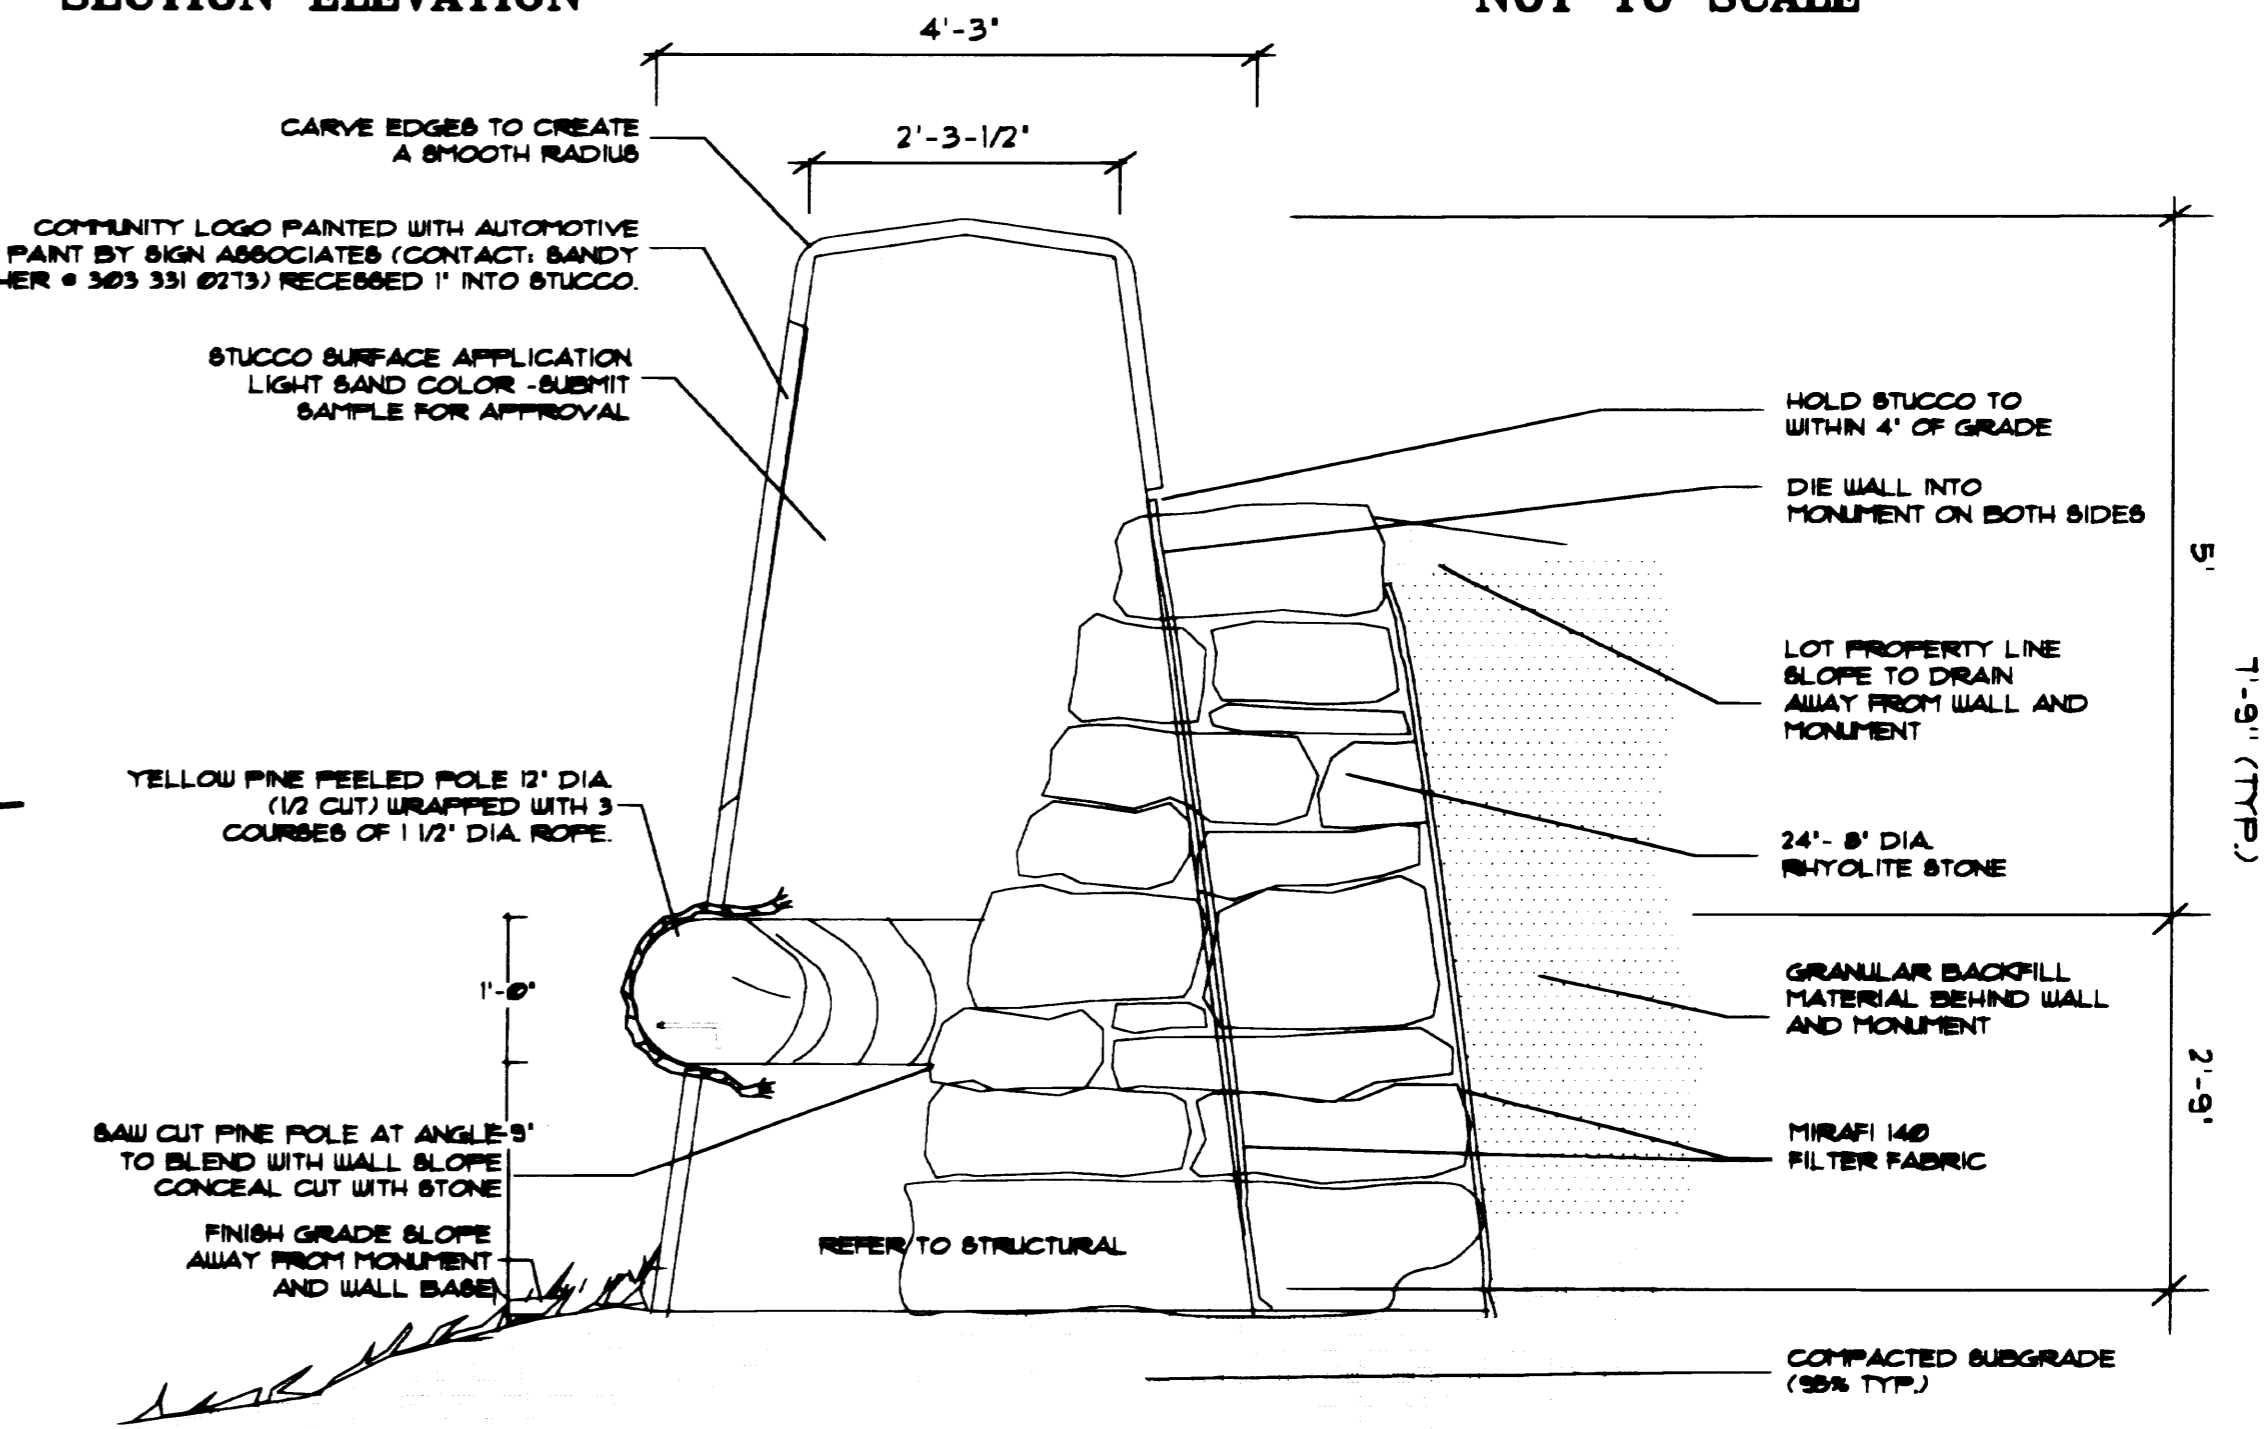 SECTION ELEVATION
NOT TO SCALE
4'-3"
2'-3-1/2"
CARVE EDGES TO CREATE
A SMOOTH RADIUS
COMMUNITY LOGO PAINTED WITH AUTOMOTIVE
PAINT BY SIGN ASSOCIATES (CONTACT: SANDY
HER @ 303 331 0273) RECESSED 1" INTO STUCCO.
STUCCO SURFACE APPLICATION
LIGHT SAND COLOR -SUBMIT
SAMPLE FOR APPROVAL
YELLOW PINE PEELED POLE 12" DIA.
(1/2 CUT) WRAPPED WITH 3
COURSES OF 1 1/2" DIA. ROPE.
1'-0"
SAW CUT PINE POLE AT ANGLE
TO BLEND WITH WALL SLOPE
CONCEAL CUT WITH STONE
FINISH GRADE SLOPE
AWAY FROM MONUMENT
AND WALL BASE
REFER TO STRUCTURAL
HOLD STUCCO TO
WITHIN 4" OF GRADE
DIE WALL INTO
MONUMENT ON BOTH SIDES
LOT PROPERTY LINE
SLOPE TO DRAIN
AWAY FROM WALL AND
MONUMENT
24"- 8" DIA.
RHYOLITE STONE
GRANULAR BACKFILL
MATERIAL BEHIND WALL
AND MONUMENT
MIRAFI 140
FILTER FABRIC
COMPACTED SUBGRADE
(95% TYP.)
5'
7'-9" (TYP.)
2'-9"